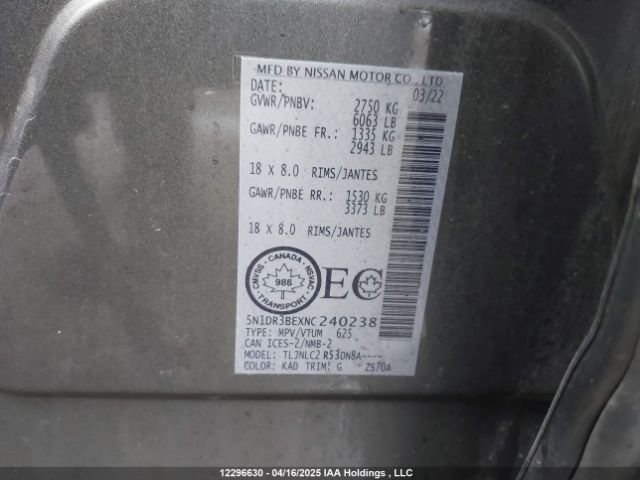 MFD BY NISSAN MOTOR CO., LTD
DATE: 03/22
GVWR/PNBV: 2750 KG
6063 LB
GAWR/PNBE FR.: 1335 KG
2943 LB
18 x 8.0 RIMS/JANTES
GAWR/PNBE RR.: 1530 KG
3373 LB
18 x 8.0 RIMS/JANTES
CANADA
CMVSS NSVAC
986
TRANSPORT
EC
5N1DR3BEXNC240238
TYPE: MPV/VTUM 625
CAN ICES-2/NMB-2
MODEL: TLJNLC2 R53DN8A----
COLOR: KAD TRIM: G ZS70A
12296630 - 04/16/2025 IAA Holdings , LLC